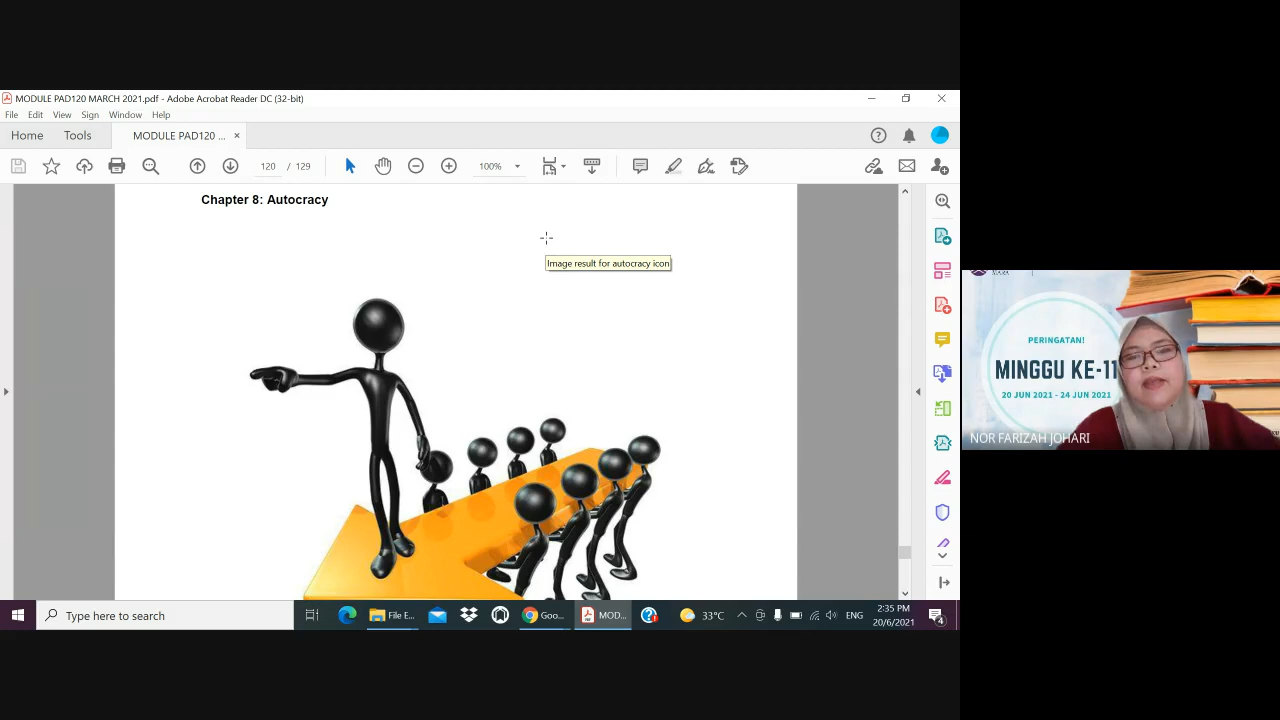 MODULE PAD120 MARCH 2021.pdf - Adobe Acrobat Reader DC (32-bit)
File Edit View Sign Window Help
Home Tools MODULE PAD120 ... ×
120 / 129 100%
Chapter 8: Autocracy
Image result for autocracy icon
PERINGATAN!
MINGGU KE-11
20 JUN 2021 - 24 JUN 2021
NOR FARIZAH JOHARI
Type here to search
File E...
Goo...
MOD...
33°C
ENG
2:35 PM
20/6/2021
4